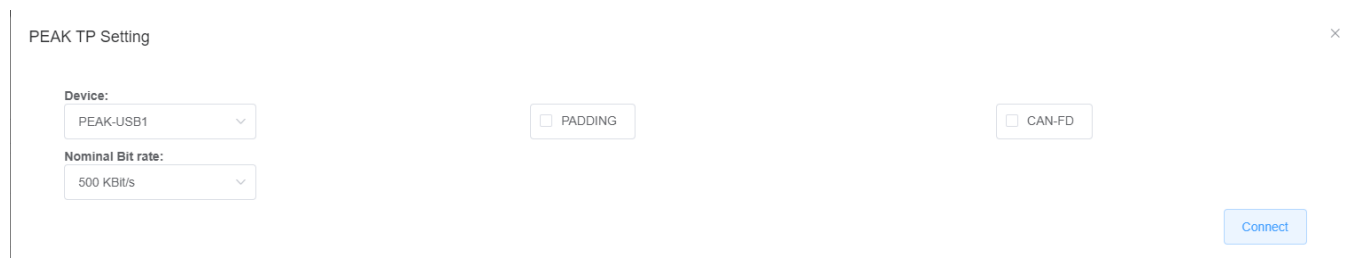 PEAK TP Setting
Device:
PEAK-USB1
PADDING
CAN-FD
Nominal Bit rate:
500 KBit/s
Connect